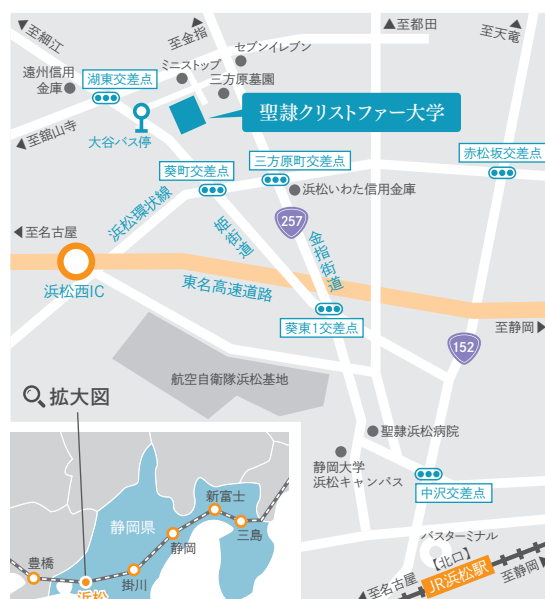 ◀至細江
至金指
▲至都田
至天竜
セブンイレブン
遠州信用
金庫
湖東交差点
ミニストップ
三方原墓園
聖隷クリストファー大学
大谷バス停
◀至舘山寺
葵町交差点
三方原町交差点
赤松坂交差点
浜松いわた信用金庫
浜松環状線
姫街道
257
金指街道
◀至名古屋
浜松西IC
東名高速道路
葵東1交差点
至静岡▶
152
航空自衛隊浜松基地
拡大図
聖隷浜松病院
静岡大学
浜松キャンパス
中沢交差点
バスターミナル
【北口】
JR浜松駅
至名古屋
至静岡
静岡県
新富士
三島
静岡
掛川
豊橋
浜松